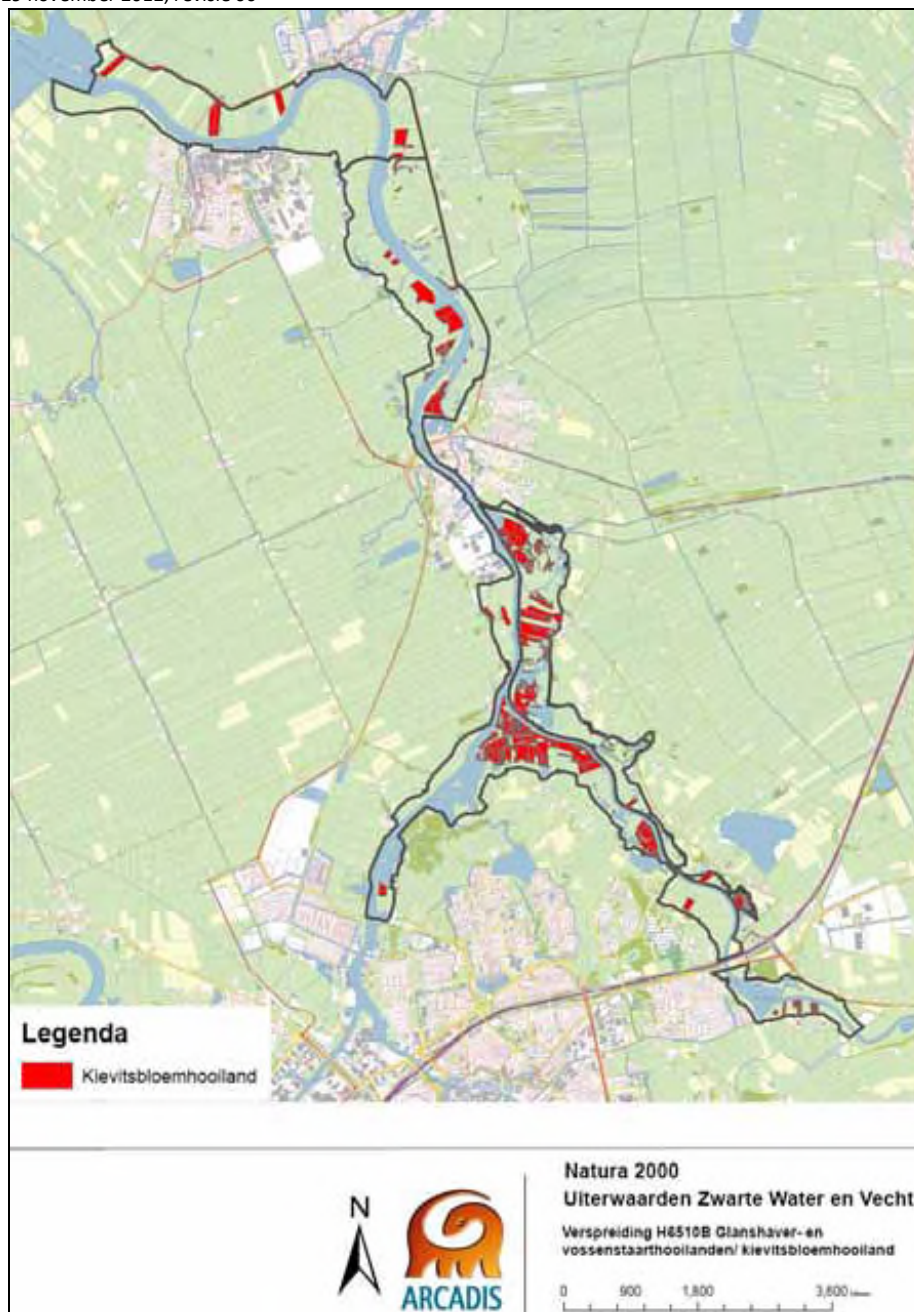 Legenda
Kievitsbloemhooiland
N
ARCADIS
Natura 2000
Uiterwaarden Zwarte Water en Vecht
Verspreiding H6510B Glanshaver- en
vossenstaarthooilanden/ kievitsbloemhooiland
0 900 1,800 3,600